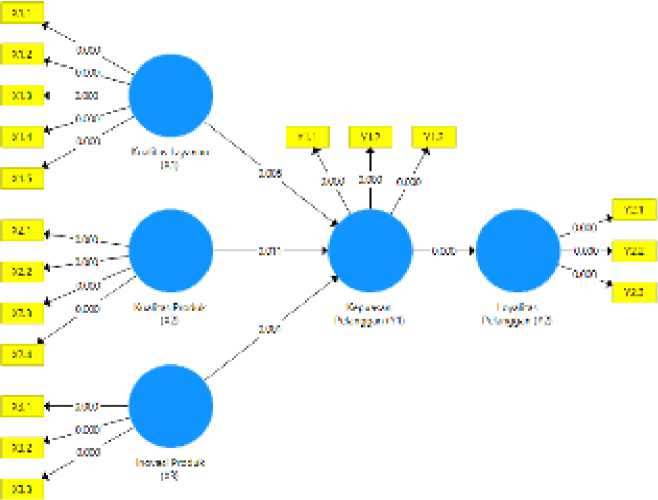 X1.1
X1.2
X1.3
X1.4
X1.5
0.000
0.000
0.000
0.000
0.000
Kualitas Layanan
(X1)
Y1.1
Y1.2
Y1.3
0.000
0.000
0.000
X2.1
X2.2
X2.3
X2.4
0.000
0.000
0.000
0.000
Kualitas Produk
(X2)
0.011
Kepuasan
Pelanggan (Y1)
0.000
Loyalitas
Pelanggan (Y2)
0.000
0.000
0.000
Y2.1
Y2.2
Y2.3
0.001
X3.1
X3.2
X3.3
0.000
0.000
0.000
Inovasi Produk
(X3)